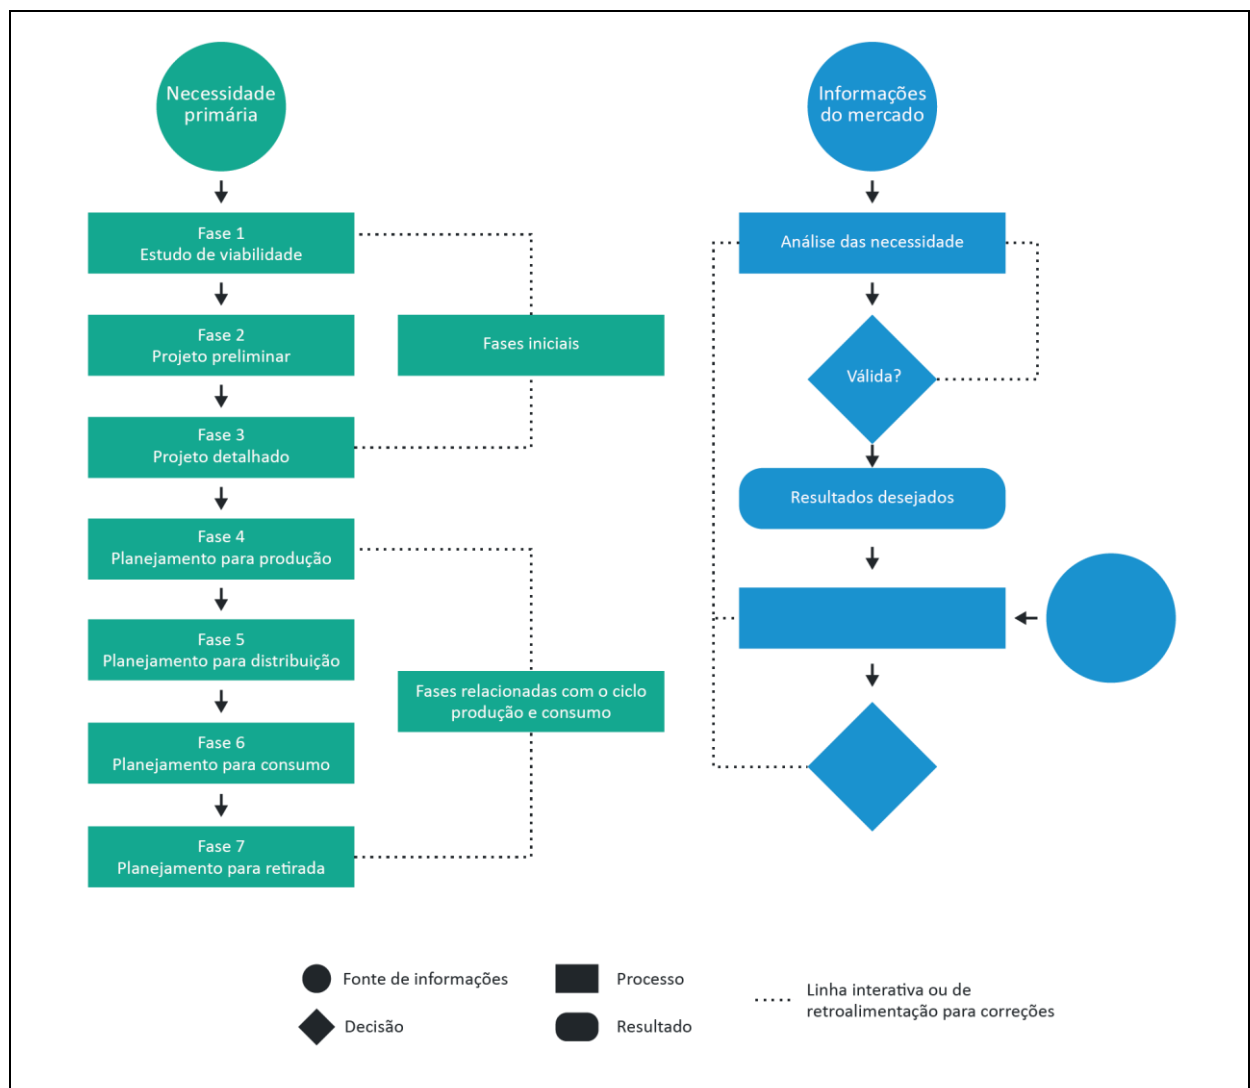 Necessidade
primária
Fase 1
Estudo de viabilidade
Fase 2
Projeto preliminar
Fases iniciais
Fase 3
Projeto detalhado
Fase 4
Planejamento para produção
Fase 5
Planejamento para distribuição
Fases relacionadas com o ciclo
produção e consumo
Fase 6
Planejamento para consumo
Fase 7
Planejamento para retirada
Informações
do mercado
Análise das necessidade
Válida?
Resultados desejados
Fonte de informações
Processo
Decisão
Resultado
Linha interativa ou de
retroalimentação para correções